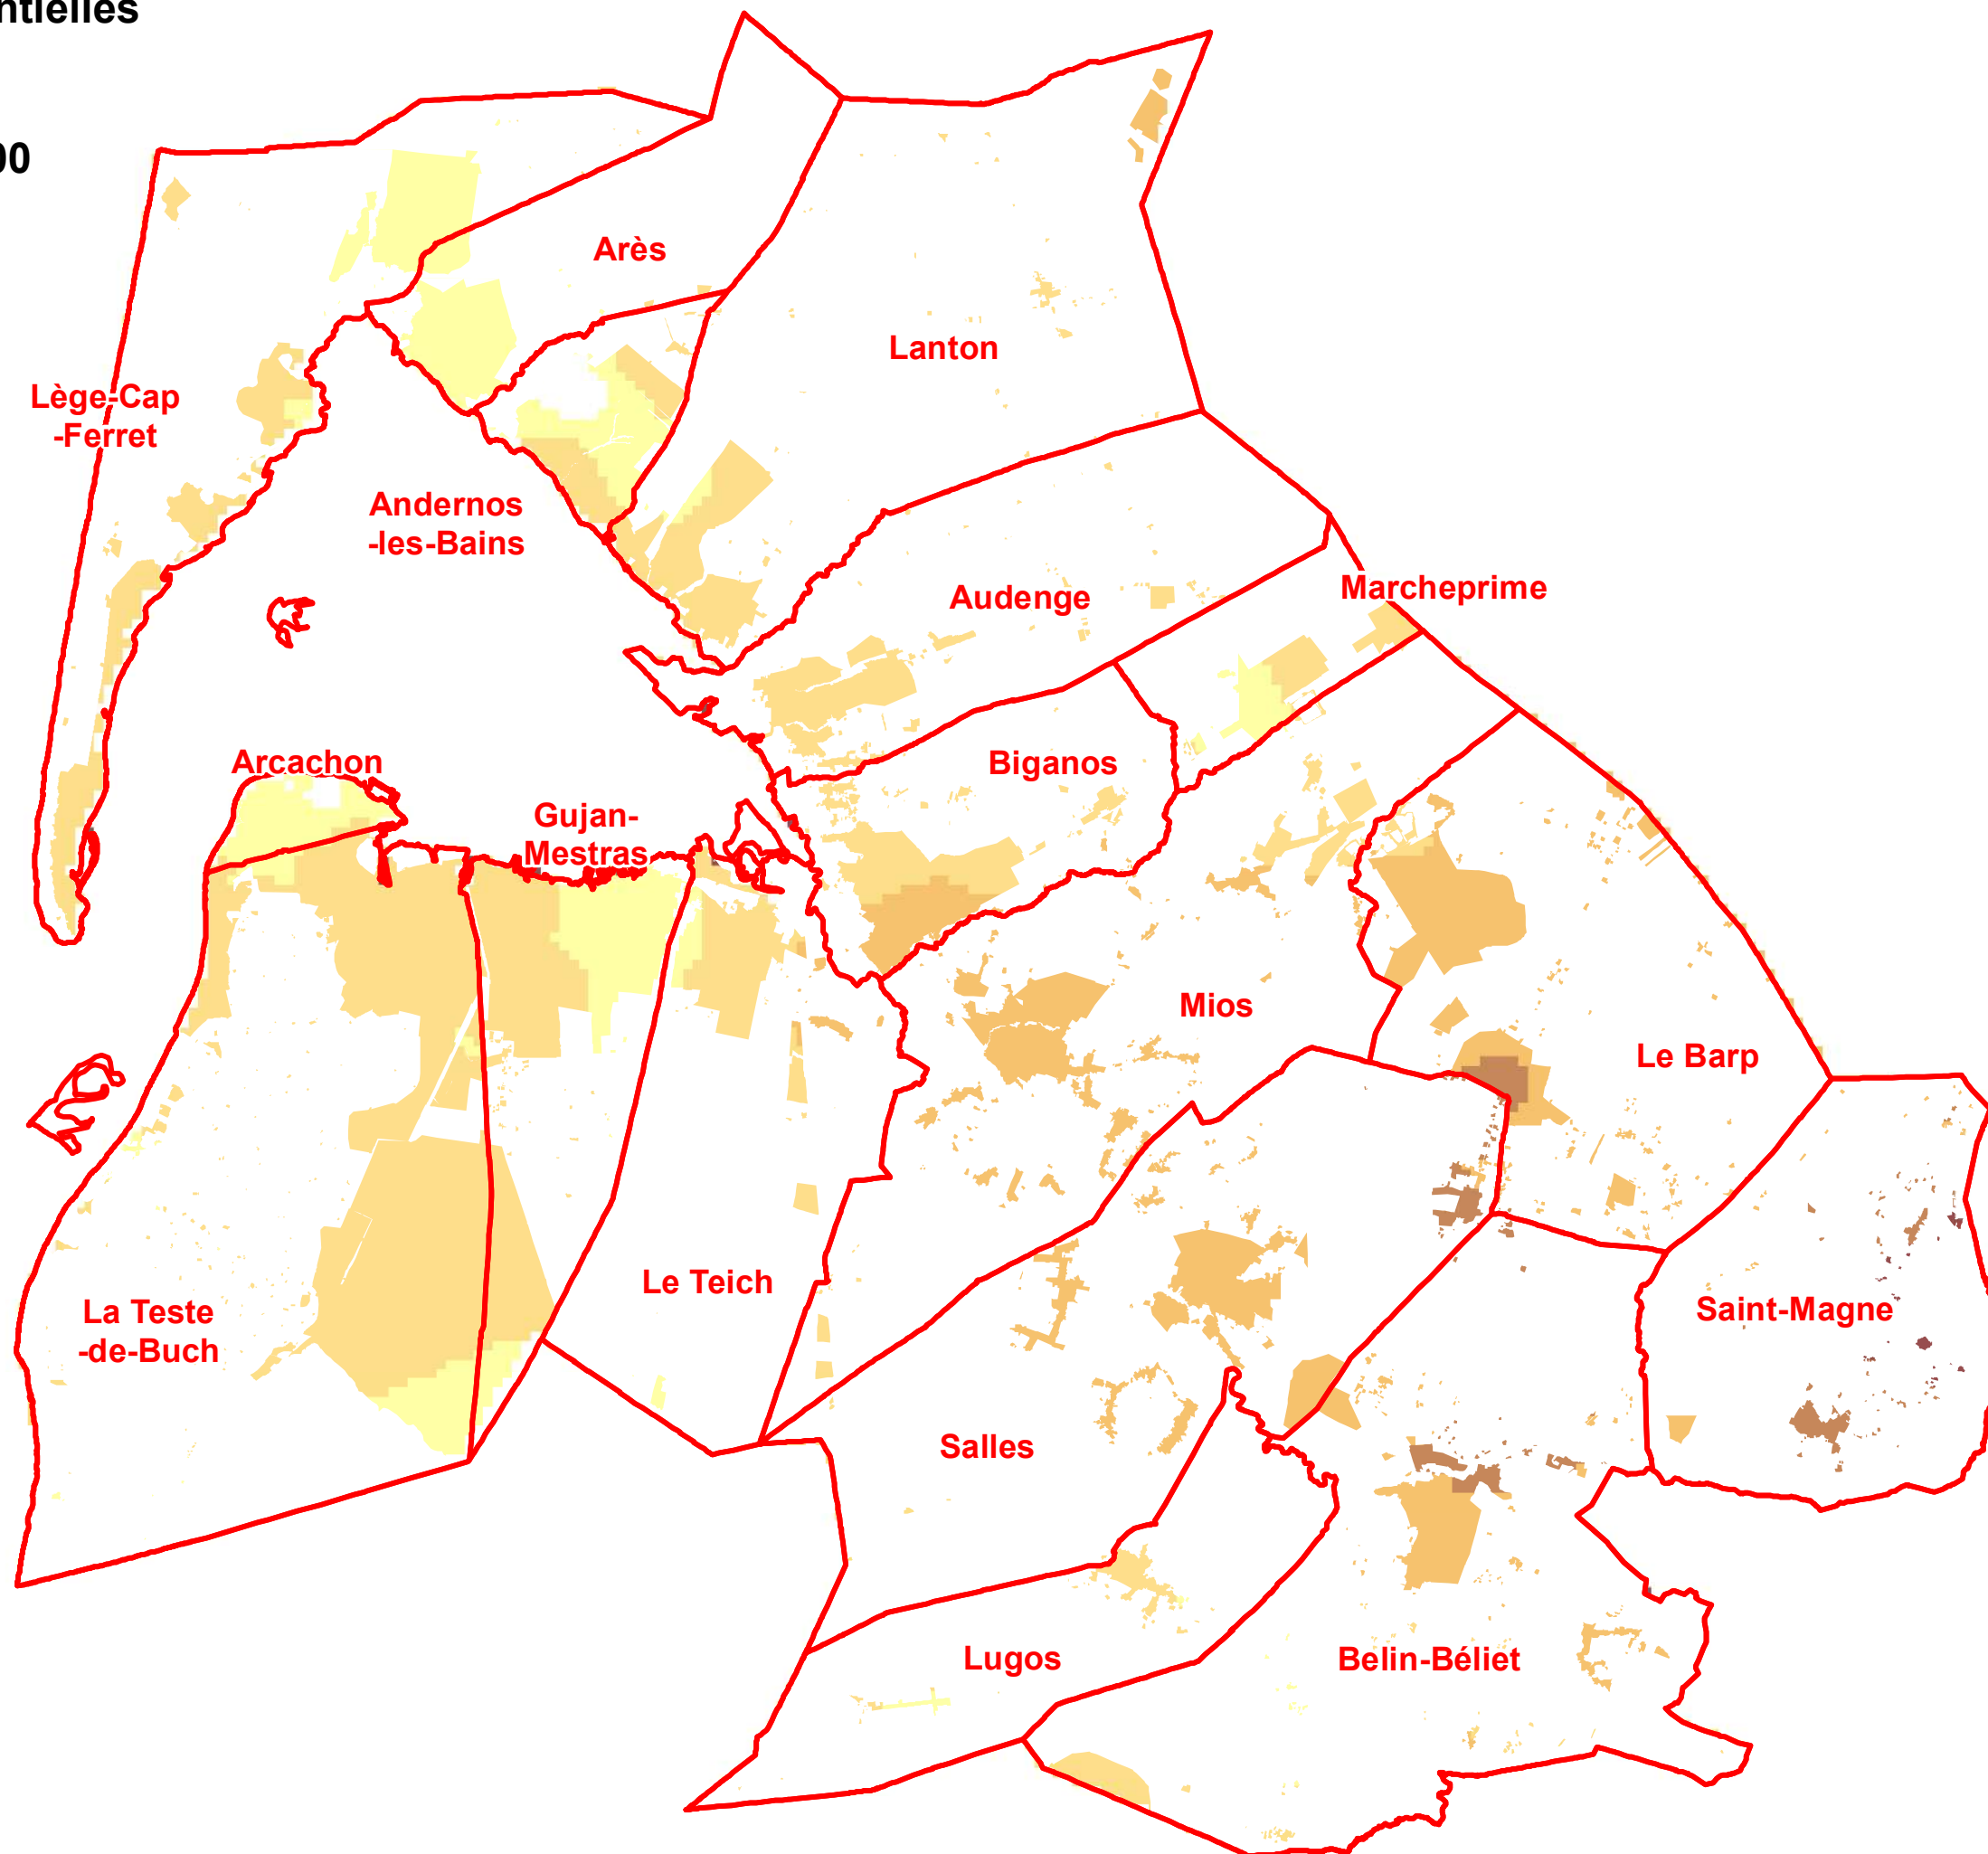 ntielles
00
Arès
Lanton
Lège-Cap
-Ferret
Andernos
-les-Bains
Marcheprime
Audenge
Arcachon
Biganos
Gujan-
Mestras
Mios
Le Barp
Le Teich
La Teste
-de-Buch
Saint-Magne
Salles
Lugos
Belin-Béliet